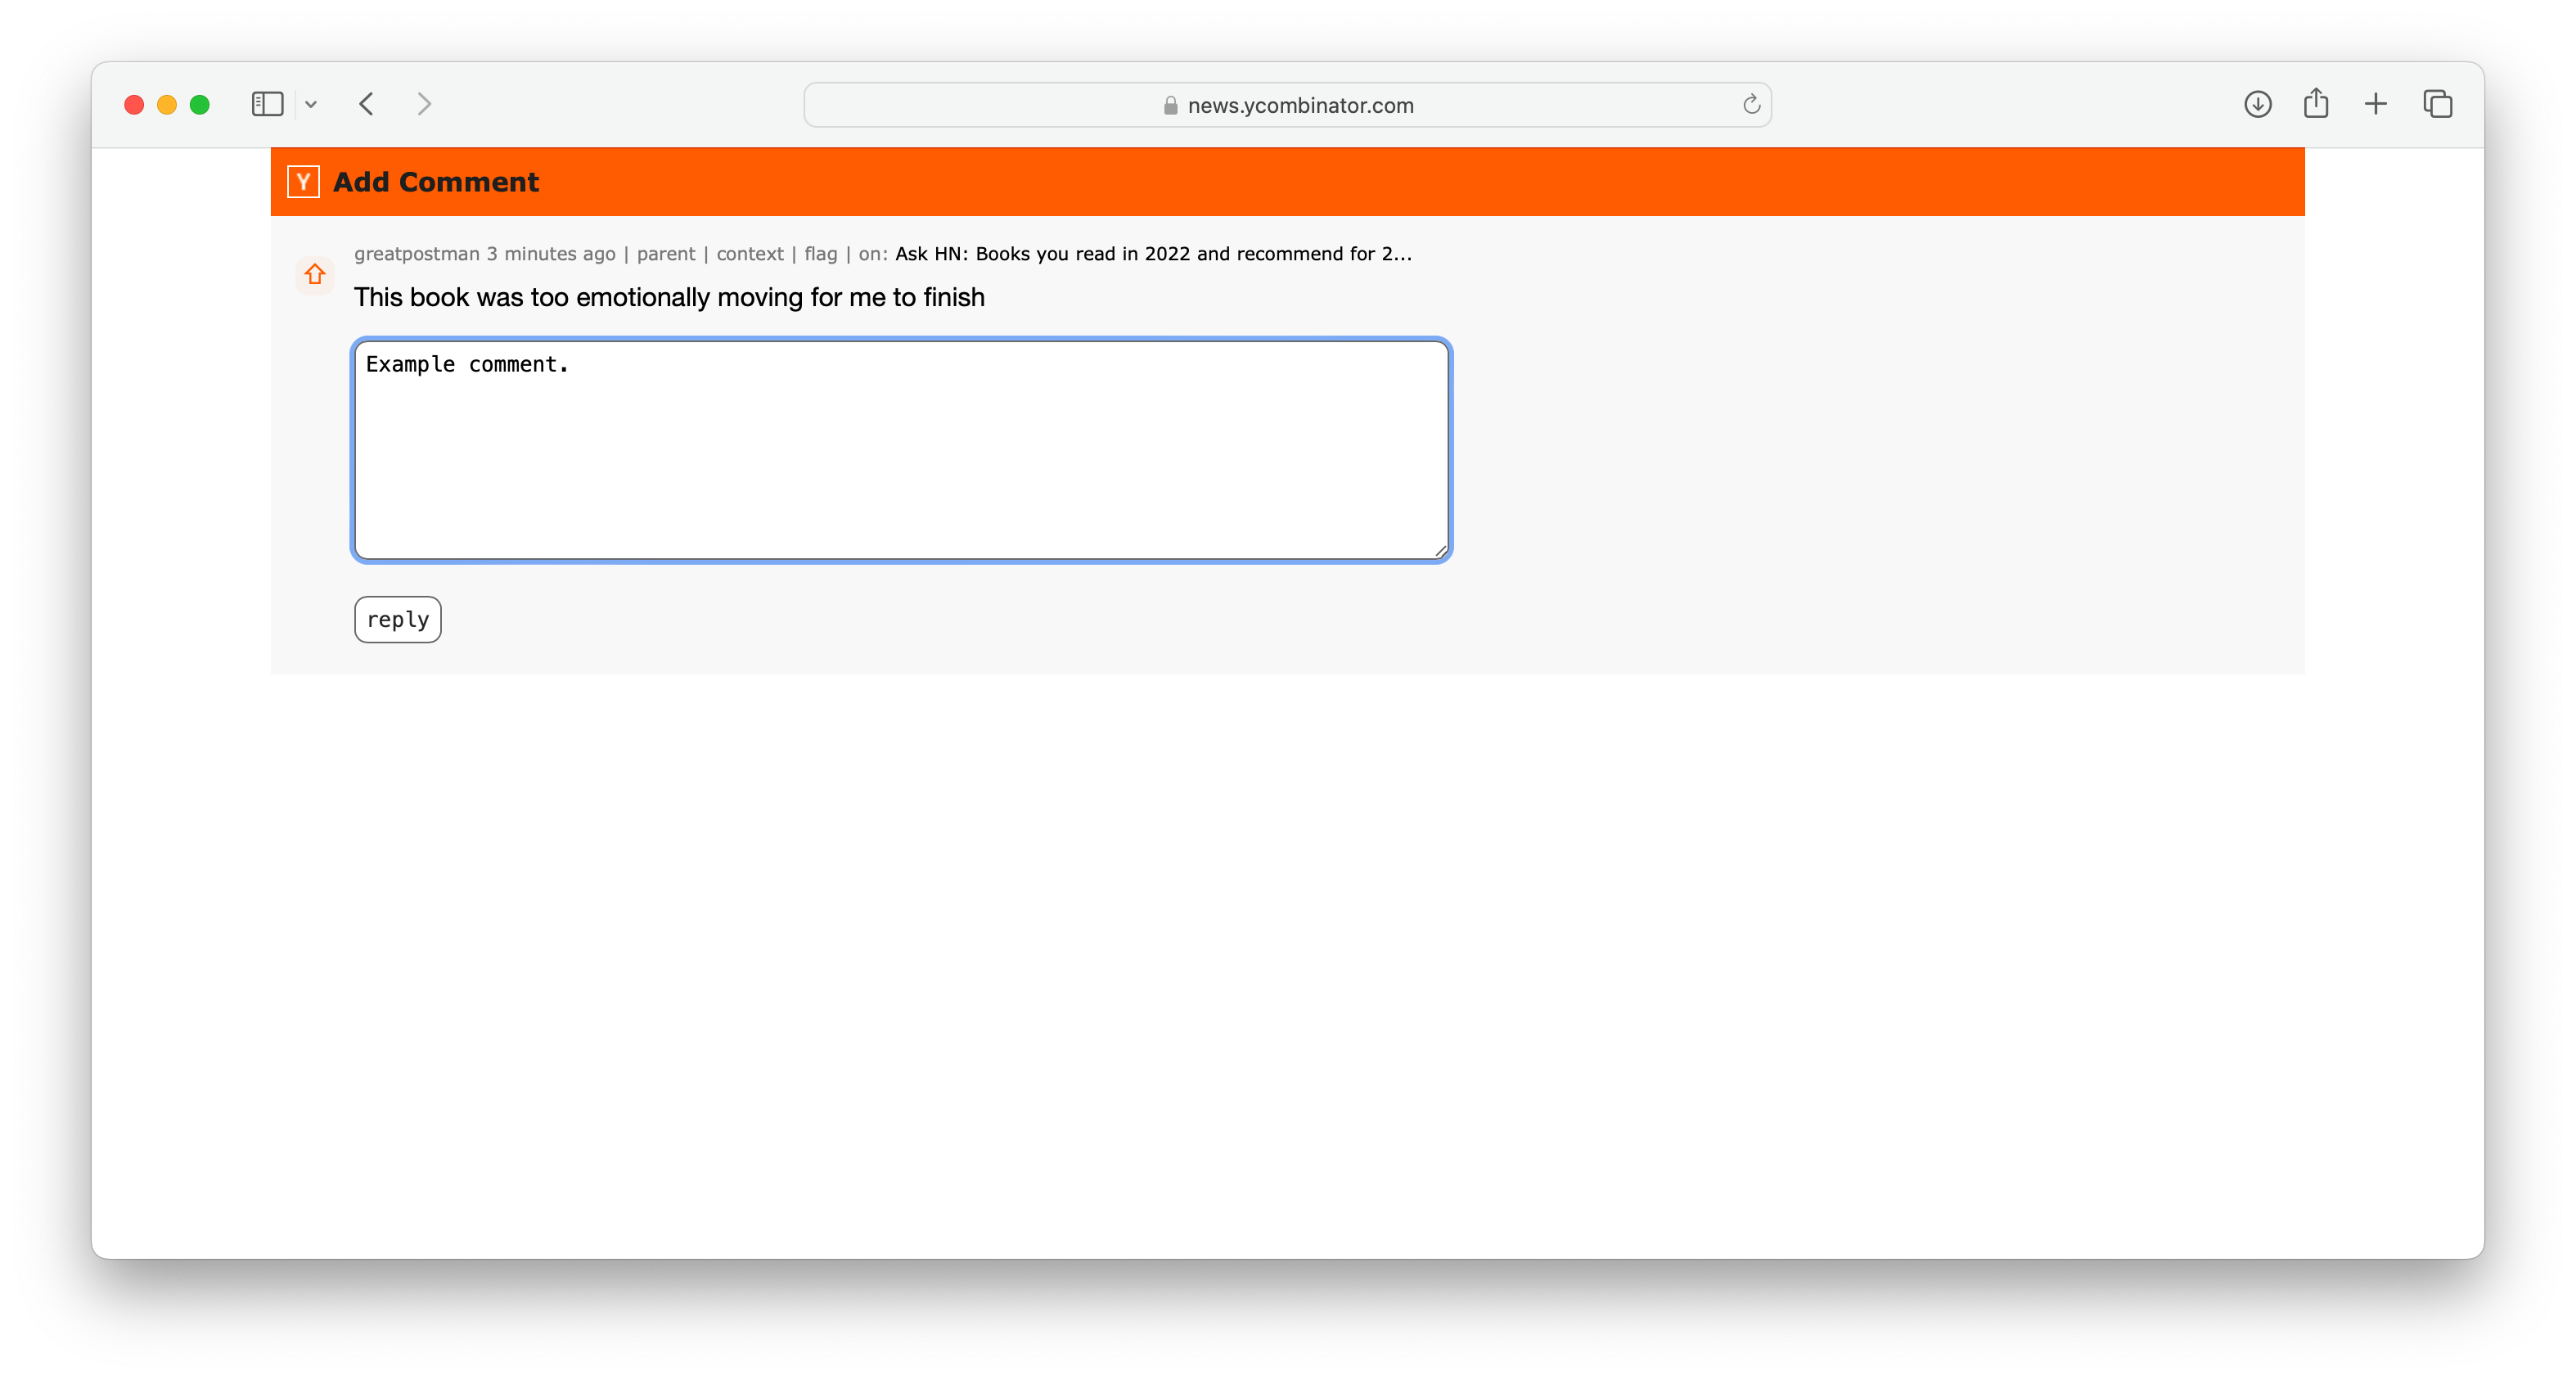 news.ycombinator.com
Y Add Comment
greatpostman 3 minutes ago | parent | context | flag | on: Ask HN: Books you read in 2022 and recommend for 2...
This book was too emotionally moving for me to finish
Example comment.
reply